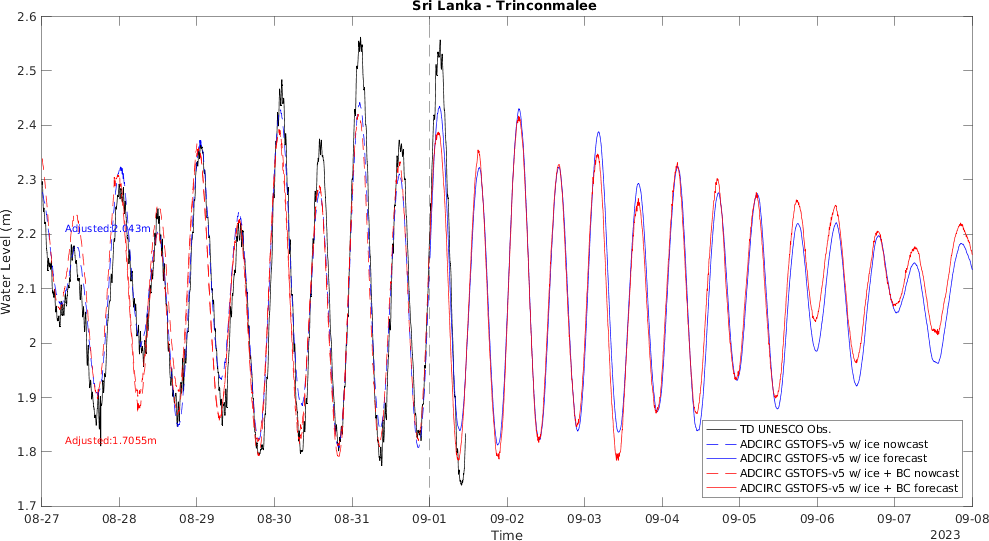 Sri Lanka - Trinconmalee
2.6
2.5
2.4
2.3
2.2
2.1
2
1.9
1.8
1.7
Water Level (m)
Adjusted:2.043m
Adjusted:1.7055m
TD UNESCO Obs.
ADCIRC GSTOFS-v5 w/ ice nowcast
ADCIRC GSTOFS-v5 w/ ice forecast
ADCIRC GSTOFS-v5 w/ ice + BC nowcast
ADCIRC GSTOFS-v5 w/ ice + BC forecast
08-27 08-28 08-29 08-30 08-31 09-01 09-02 09-03 09-04 09-05 09-06 09-07 09-08
Time
2023